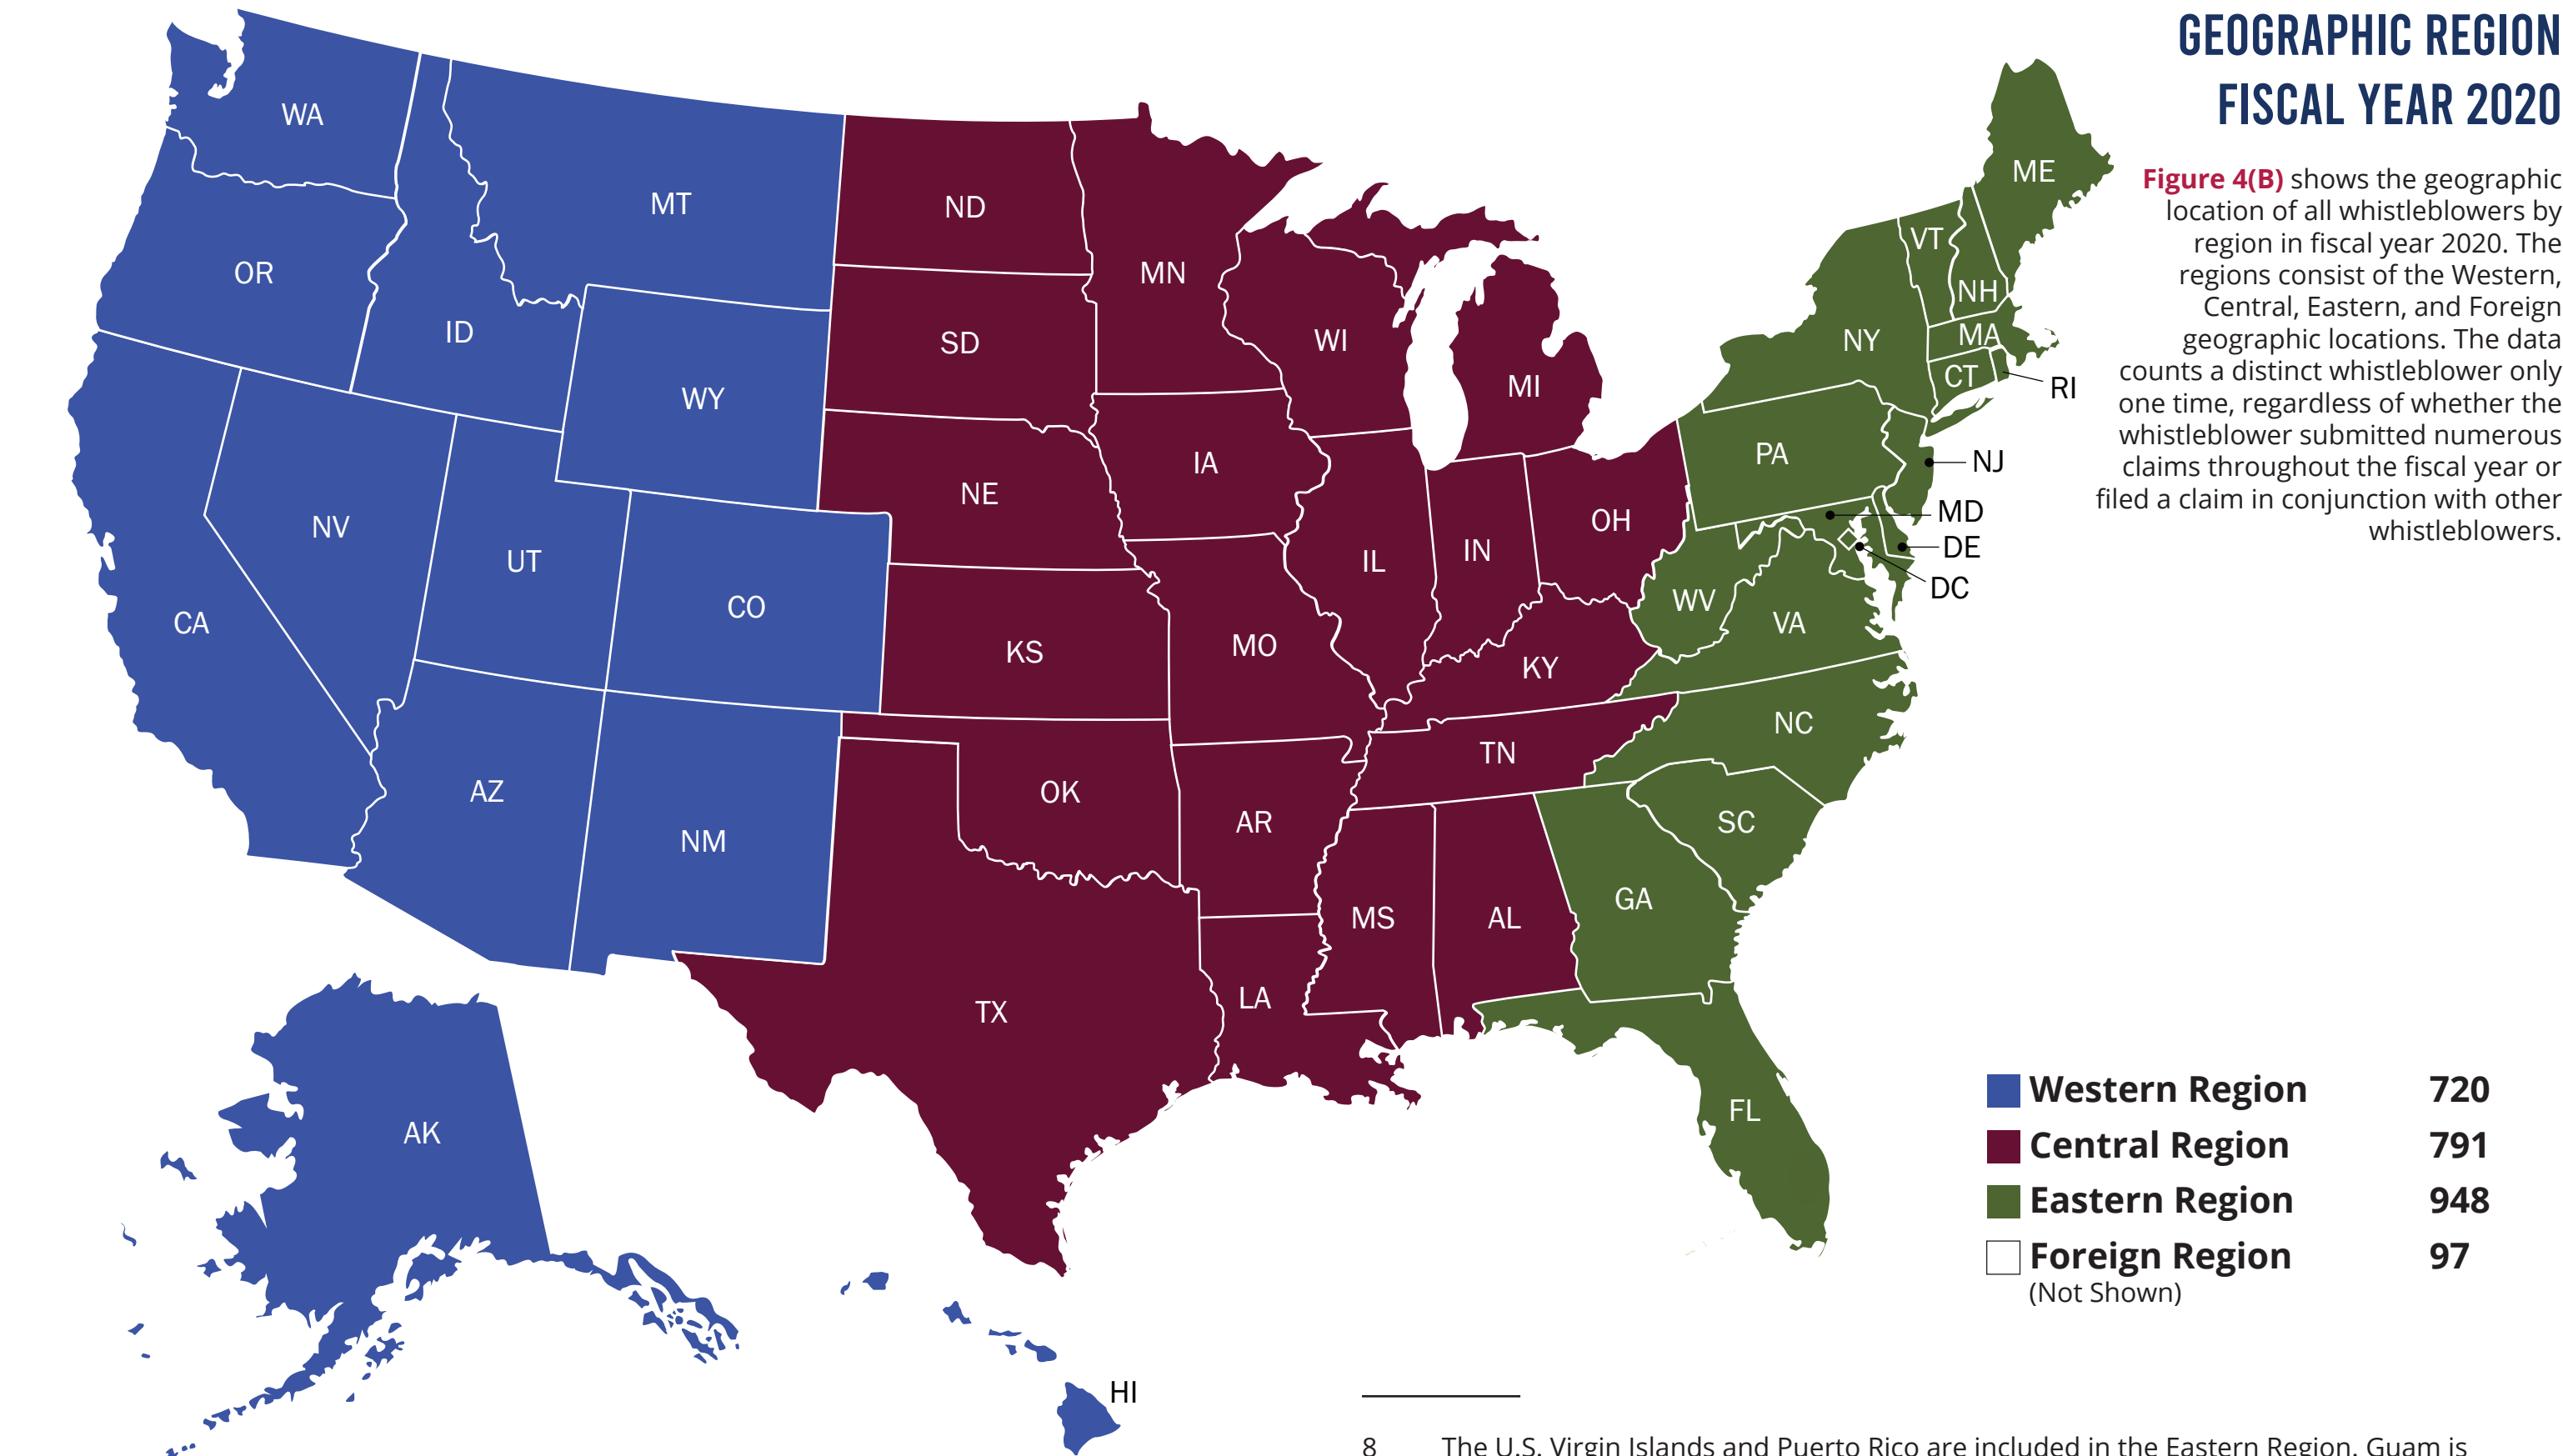 GEOGRAPHIC REGION
FISCAL YEAR 2020
Figure 4(B) shows the geographic
location of all whistleblowers by
region in fiscal year 2020. The
regions consist of the Western,
Central, Eastern, and Foreign
geographic locations. The data
counts a distinct whistleblower only
one time, regardless of whether the
whistleblower submitted numerous
claims throughout the fiscal year or
filed a claim in conjunction with other
whistleblowers.
WA
MT
ND
MN
ME
VT
NH
OR
ID
SD
WI
NY
MA
CT
RI
WY
MI
NE
IA
PA
NJ
NV
UT
CO
IL
IN
OH
MD
DE
DC
CA
KS
MO
KY
WV
VA
AZ
NM
OK
AR
TN
NC
SC
TX
LA
MS
AL
GA
FL
AK
HI
Western Region 720
Central Region 791
Eastern Region 948
Foreign Region 97
(Not Shown)
8 The U.S. Virgin Islands and Puerto Rico are included in the Eastern Region. Guam is